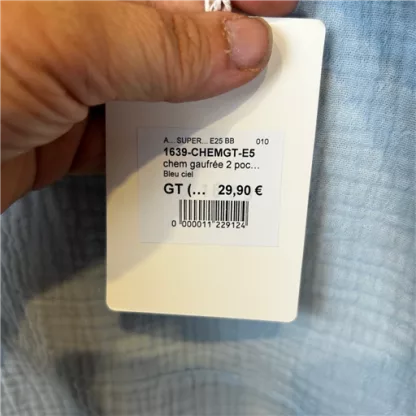 A... SUPER... E25 BB 010
1639-CHEMGT-E5
chem gaufrée 2 poc...
Bleu ciel
GT (... 29,90 €
0 000011 229124